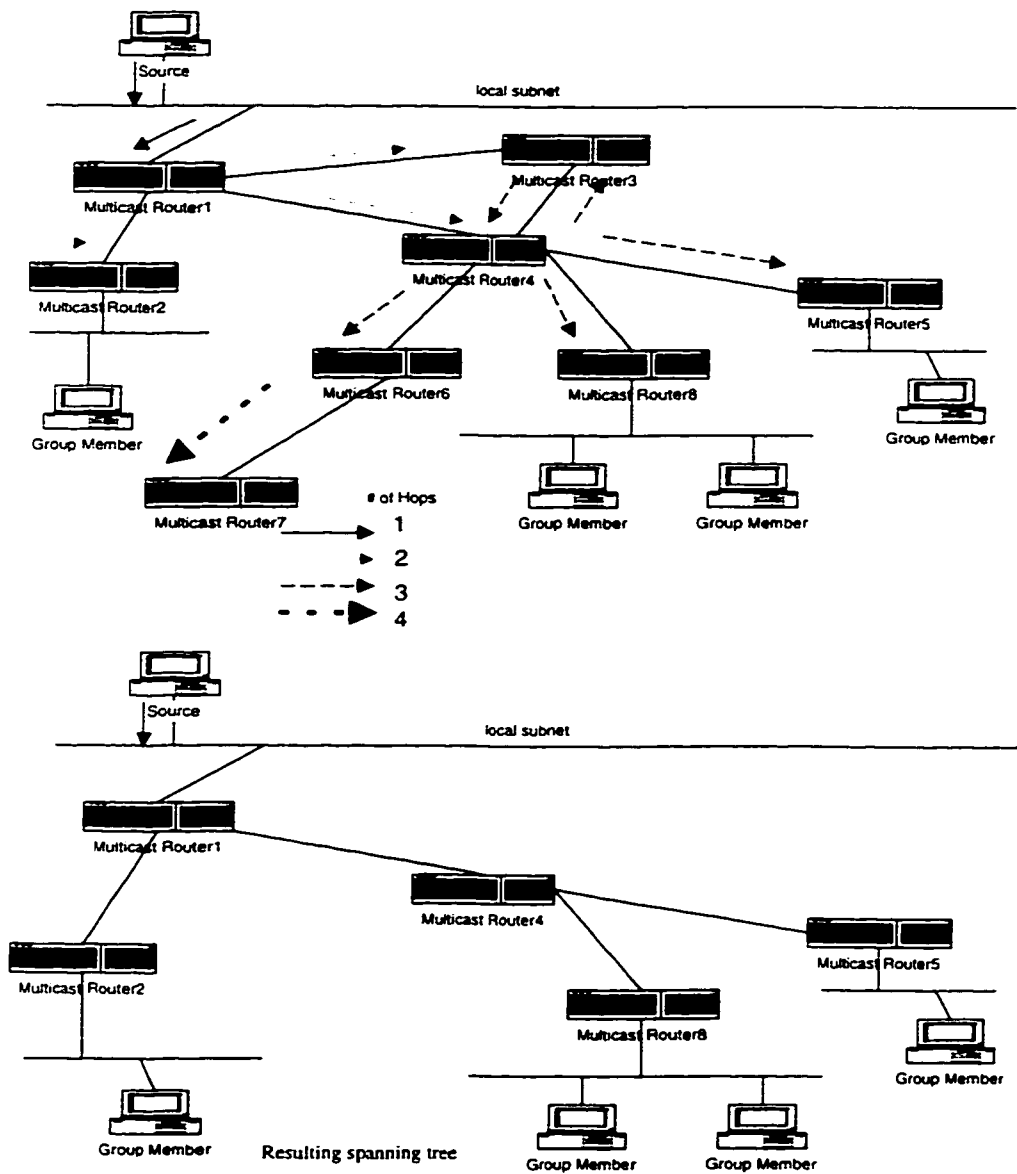 Source
local subnet
Multicast Router1
Multicast Router3
Multicast Router4
Multicast Router2
Multicast Router5
Multicast Router6
Multicast Router8
Group Member
Group Member
Multicast Router7
# of Hops
Group Member
Group Member
1
2
3
4
Source
local subnet
Multicast Router1
Multicast Router4
Multicast Router5
Multicast Router2
Multicast Router8
Group Member
Group Member
Resulting spanning tree
Group Member
Group Member